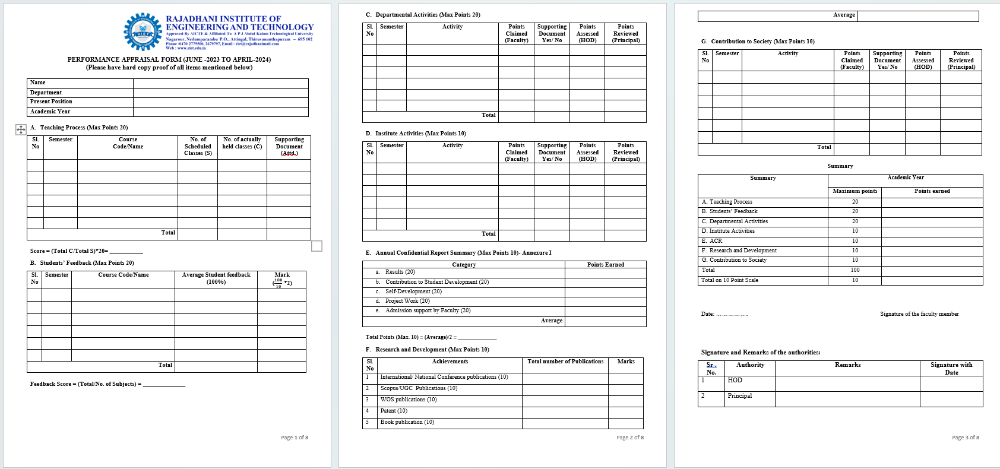 RAJADHANI INSTITUTE OF
ENGINEERING AND TECHNOLOGY
Approved By AICTE & Affiliated To A P J Abdul Kalam Technological University
Nagaroor, Nedumparambu P.O., Attingal, Thiruvananthapuram – 695 102
Phone :0470 2775500, 2679797, Email : riet@rajadhanimail.com
Web : www.riet.edu.in
RIET
PERFORMANCE APPRAISAL FORM (JUNE -2023 TO APRIL-2024)
(Please have hard copy proof of all items mentioned below)
Name
Department
Present Position
Academic Year
A. Teaching Process (Max Points 20)
Sl. No Semester Course Code/Name No. of Scheduled Classes (S) No. of actually held classes (C) Supporting Document (Attd.)
Total
Score = (Total C/Total S)*20= ___________
B. Students' Feedback (Max Points 20)
Sl. No Semester Course Code/Name Average Student feedback (100%) Mark (100/10 *2)
Total
Feedback Score = (Total/No. of Subjects) = ______________
Page 1 of 8
C. Departmental Activities (Max Points 20)
Sl. No Semester Activity Points Claimed (Faculty) Supporting Document Yes/ No Points Assessed (HOD) Points Reviewed (Principal)
Total
D. Institute Activities (Max Points 10)
Sl. No Semester Activity Points Claimed (Faculty) Supporting Document Yes/ No Points Assessed (HOD) Points Reviewed (Principal)
Total
E. Annual Confidential Report Summary (Max Points 10)- Annexure I
Category Points Earned
a. Results (20)
b. Contribution to Student Development (20)
c. Self-Development (20)
d. Project Work (20)
e. Admission support by Faculty (20)
Average
Total Points (Max. 10) = (Average)/2 = _____________
F. Research and Development (Max Points 10)
Sl. No Achievements Total number of Publications Marks
1 International/ National Conference publications (10)
2 Scopus/UGC Publications (10)
3 WOS publications (10)
4 Patent (10)
5 Book publication (10)
Page 2 of 8
Average
G. Contribution to Society (Max Points 10)
Sl. No Semester Activity Points Claimed (Faculty) Supporting Document Yes/ No Points Assessed (HOD) Points Reviewed (Principal)
Total
Summary
Summary Academic Year
Maximum points Points earned
A. Teaching Process 20
B. Students' Feedback 20
C. Departmental Activities 20
D. Institute Activities 10
E. ACR 10
F. Research and Development 10
G. Contribution to Society 10
Total 100
Total on 10 Point Scale 10
Date: ................ Signature of the faculty member
Signature and Remarks of the authorities:
Sr. No. Authority Remarks Signature with Date
1 HOD
2 Principal
Page 3 of 8